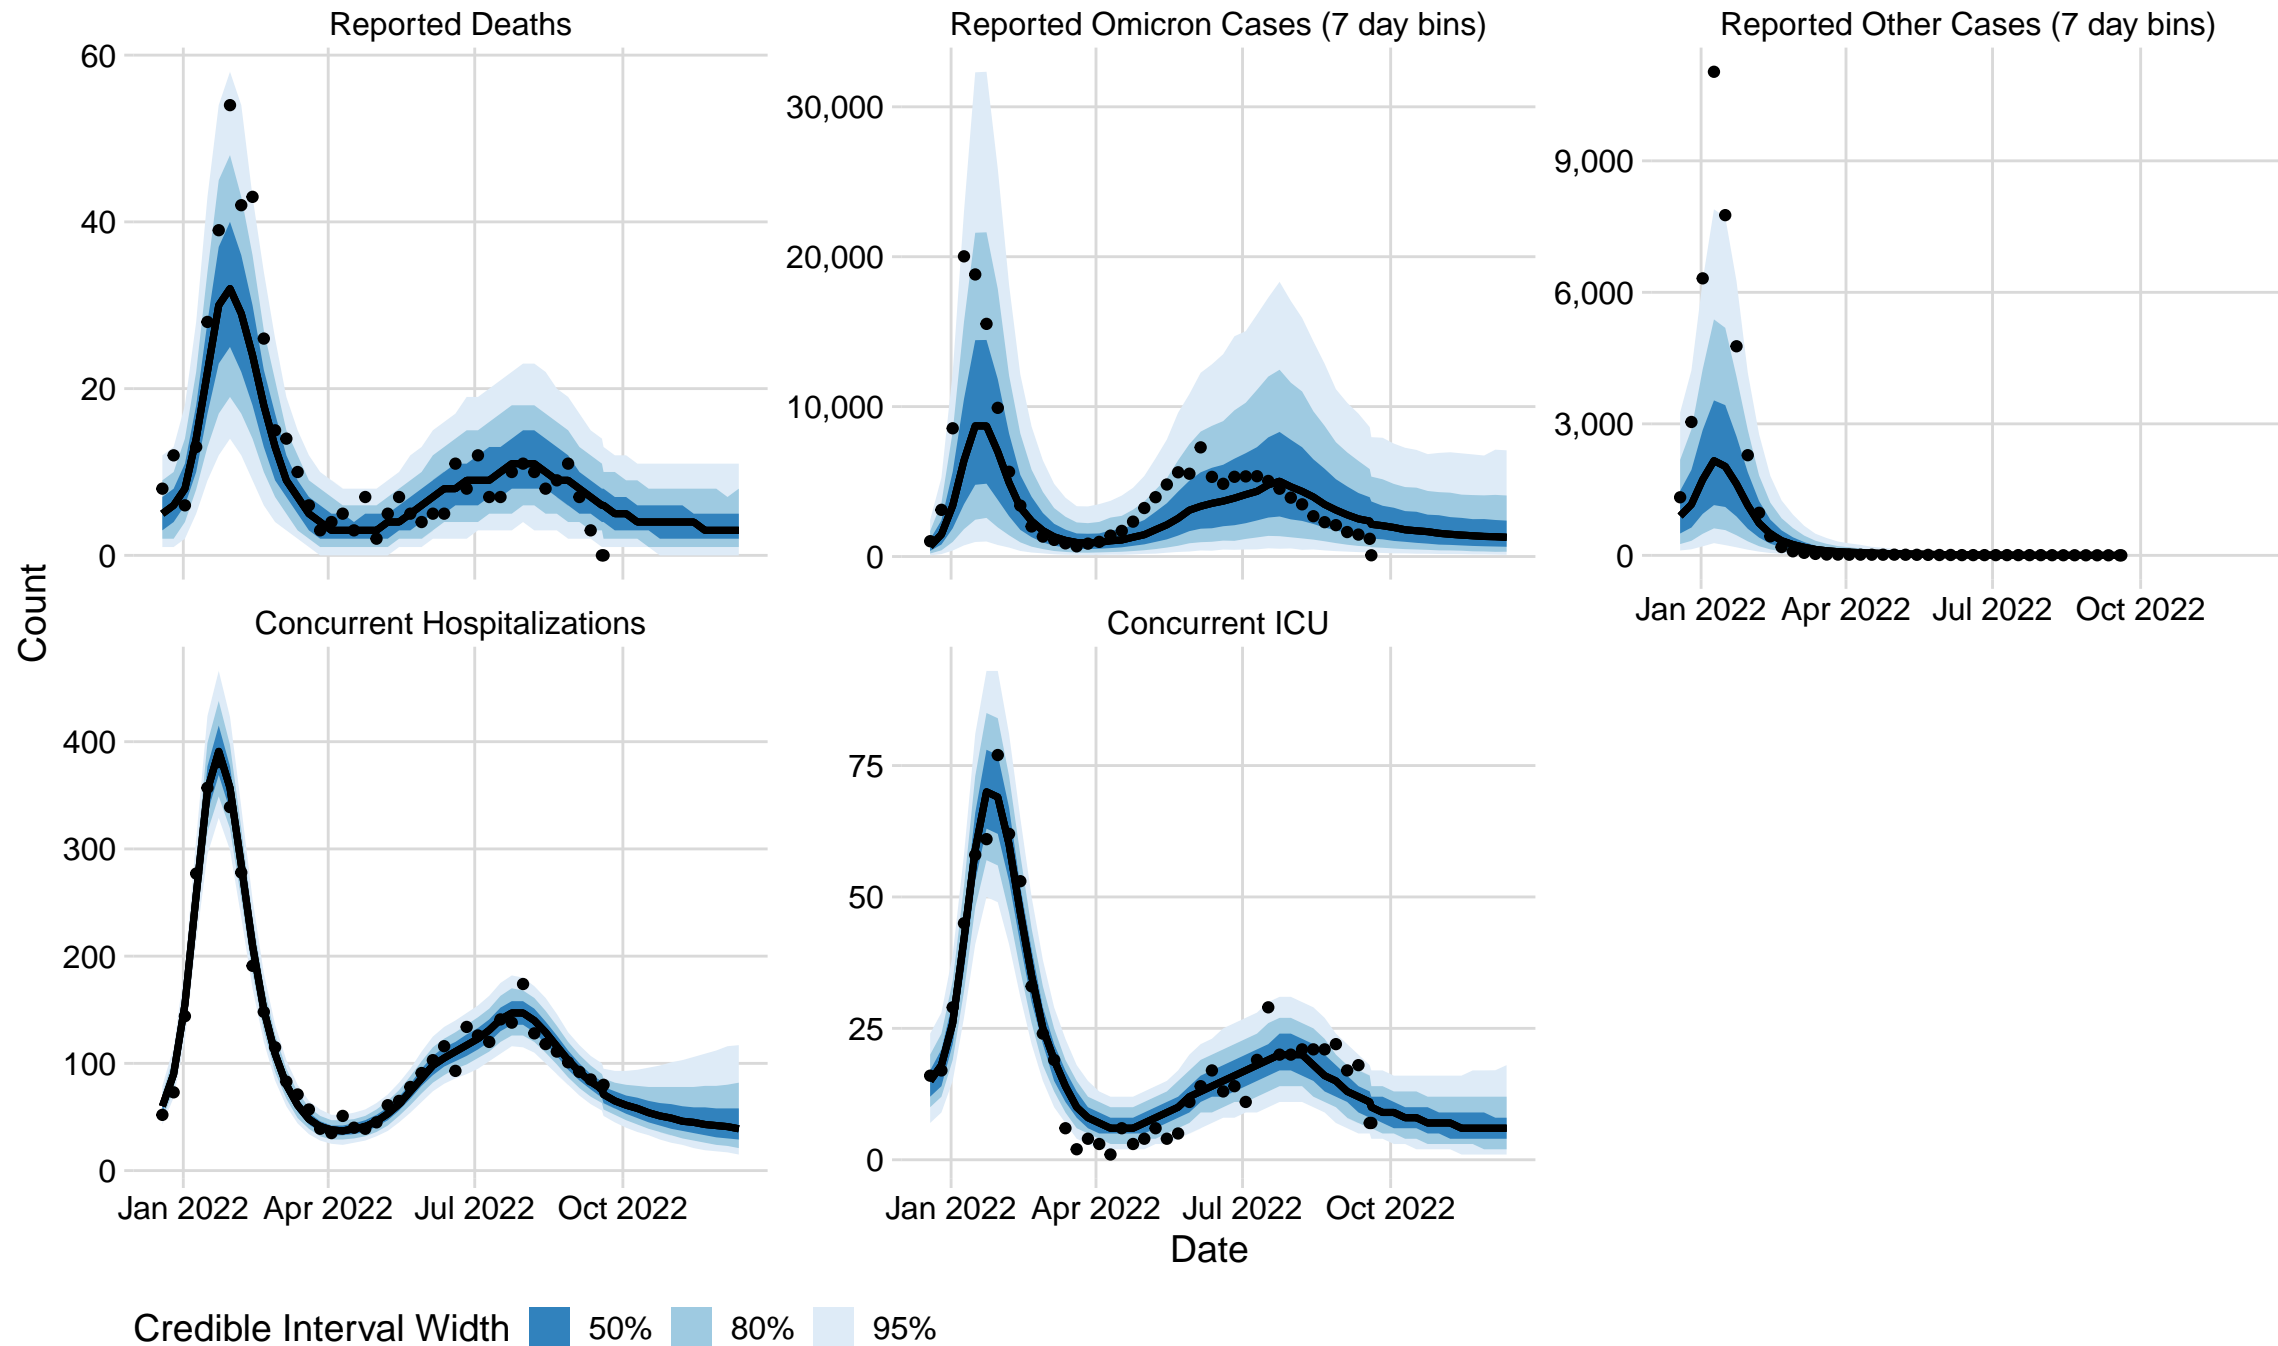 Reported Deaths
Reported Omicron Cases (7 day bins)
Reported Other Cases (7 day bins)
60
40
20
0
30,000
20,000
10,000
0
9,000
6,000
3,000
0
Jan 2022 Apr 2022 Jul 2022 Oct 2022
Count
Concurrent Hospitalizations
Concurrent ICU
400
300
200
100
0
75
50
25
0
Jan 2022 Apr 2022 Jul 2022 Oct 2022
Jan 2022 Apr 2022 Jul 2022 Oct 2022
Date
Credible Interval Width 50% 80% 95%